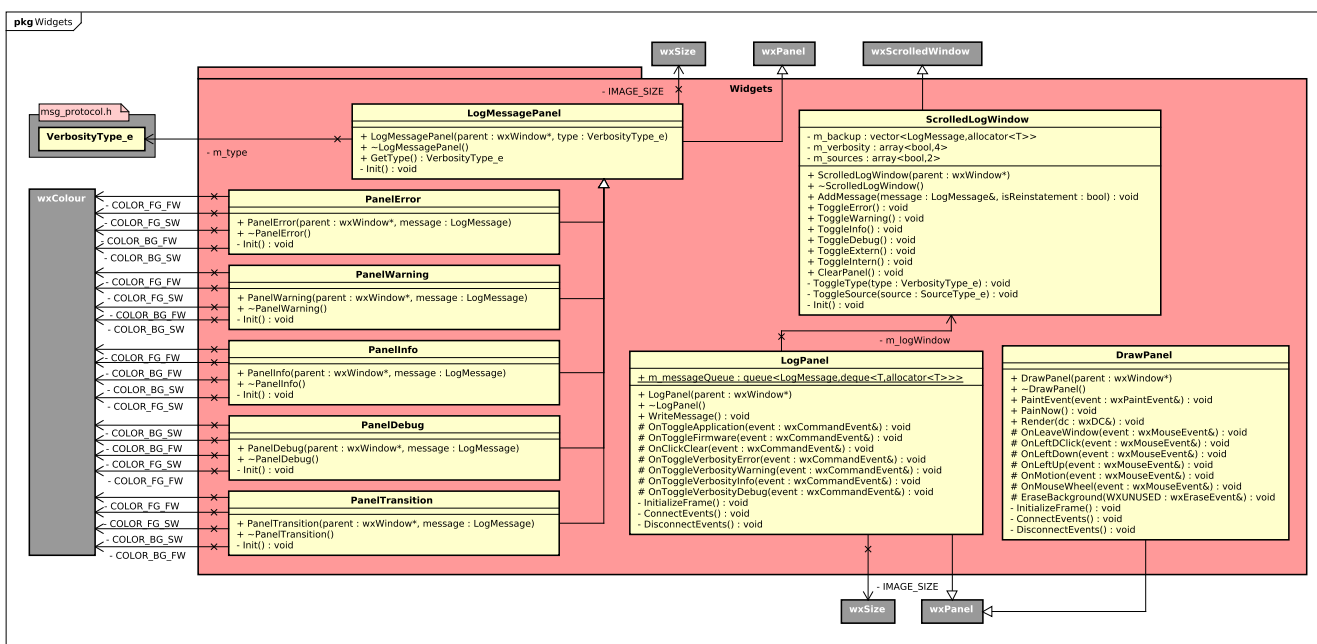 pkg Widgets
wxSize
wxPanel
wxScrolledWindow
- IMAGE_SIZE
Widgets
msg_protocol.h
VerbosityType_e
- m_type
LogMessagePanel
+ LogMessagePanel(parent : wxWindow*, type : VerbosityType_e)
+ ~LogMessagePanel()
+ GetType() : VerbosityType_e
- Init() : void
ScrolledLogWindow
- m_backup : vector<LogMessage,allocator<T>>
- m_verbosity : array<bool,4>
- m_sources : array<bool,2>
+ ScrolledLogWindow(parent : wxWindow*)
+ ~ScrolledLogWindow()
+ AddMessage(message : LogMessage&, isReinstatement : bool) : void
+ ToggleError() : void
+ ToggleWarning() : void
+ ToggleInfo() : void
+ ToggleDebug() : void
+ ToggleExtern() : void
+ ToggleIntern() : void
+ ClearPanel() : void
- ToggleType(type : VerbosityType_e) : void
- ToggleSource(source : SourceType_e) : void
- Init() : void
wxColour
- COLOR_FG_FW
- COLOR_FG_SW
- COLOR_BG_FW
- COLOR_BG_SW
PanelError
+ PanelError(parent : wxWindow*, message : LogMessage)
+ ~PanelError()
- Init() : void
- COLOR_FG_FW
- COLOR_FG_SW
- COLOR_BG_FW
- COLOR_BG_SW
PanelWarning
+ PanelWarning(parent : wxWindow*, message : LogMessage)
+ ~PanelWarning()
- Init() : void
- COLOR_FG_FW
- COLOR_BG_FW
- COLOR_BG_SW
- COLOR_FG_SW
PanelInfo
+ PanelInfo(parent : wxWindow*, message : LogMessage)
+ ~PanelInfo()
- Init() : void
- COLOR_BG_SW
- COLOR_BG_FW
- COLOR_FG_SW
- COLOR_FG_FW
PanelDebug
+ PanelDebug(parent : wxWindow*, message : LogMessage)
+ ~PanelDebug()
- Init() : void
- COLOR_FG_FW
- COLOR_FG_SW
- COLOR_BG_SW
- COLOR_BG_FW
PanelTransition
+ PanelTransition(parent : wxWindow*, message : LogMessage)
+ ~PanelTransition()
- Init() : void
- m_logWindow
LogPanel
+ m_messageQueue : queue<LogMessage,deque<T,allocator<T>>>
+ LogPanel(parent : wxWindow*)
+ ~LogPanel()
+ WriteMessage() : void
# OnToggleApplication(event : wxCommandEvent&) : void
# OnToggleFirmware(event : wxCommandEvent&) : void
# OnClickClear(event : wxCommandEvent&) : void
# OnToggleVerbosityError(event : wxCommandEvent&) : void
# OnToggleVerbosityWarning(event : wxCommandEvent&) : void
# OnToggleVerbosityInfo(event : wxCommandEvent&) : void
# OnToggleVerbosityDebug(event : wxCommandEvent&) : void
- InitializeFrame() : void
- ConnectEvents() : void
- DisconnectEvents() : void
DrawPanel
+ DrawPanel(parent : wxWindow*)
+ ~DrawPanel()
+ PaintEvent(event : wxPaintEvent&) : void
+ PainNow() : void
+ Render(dc : wxDC&) : void
# OnLeaveWindow(event : wxMouseEvent&) : void
# OnLeftDClick(event : wxMouseEvent&) : void
# OnLeftDown(event : wxMouseEvent&) : void
# OnLeftUp(event : wxMouseEvent&) : void
# OnMotion(event : wxMouseEvent&) : void
# OnMouseWheel(event : wxMouseEvent&) : void
# EraseBackground(WXUNUSED : wxEraseEvent&) : void
- InitializeFrame() : void
- ConnectEvents() : void
- DisconnectEvents() : void
- IMAGE_SIZE
wxSize
wxPanel